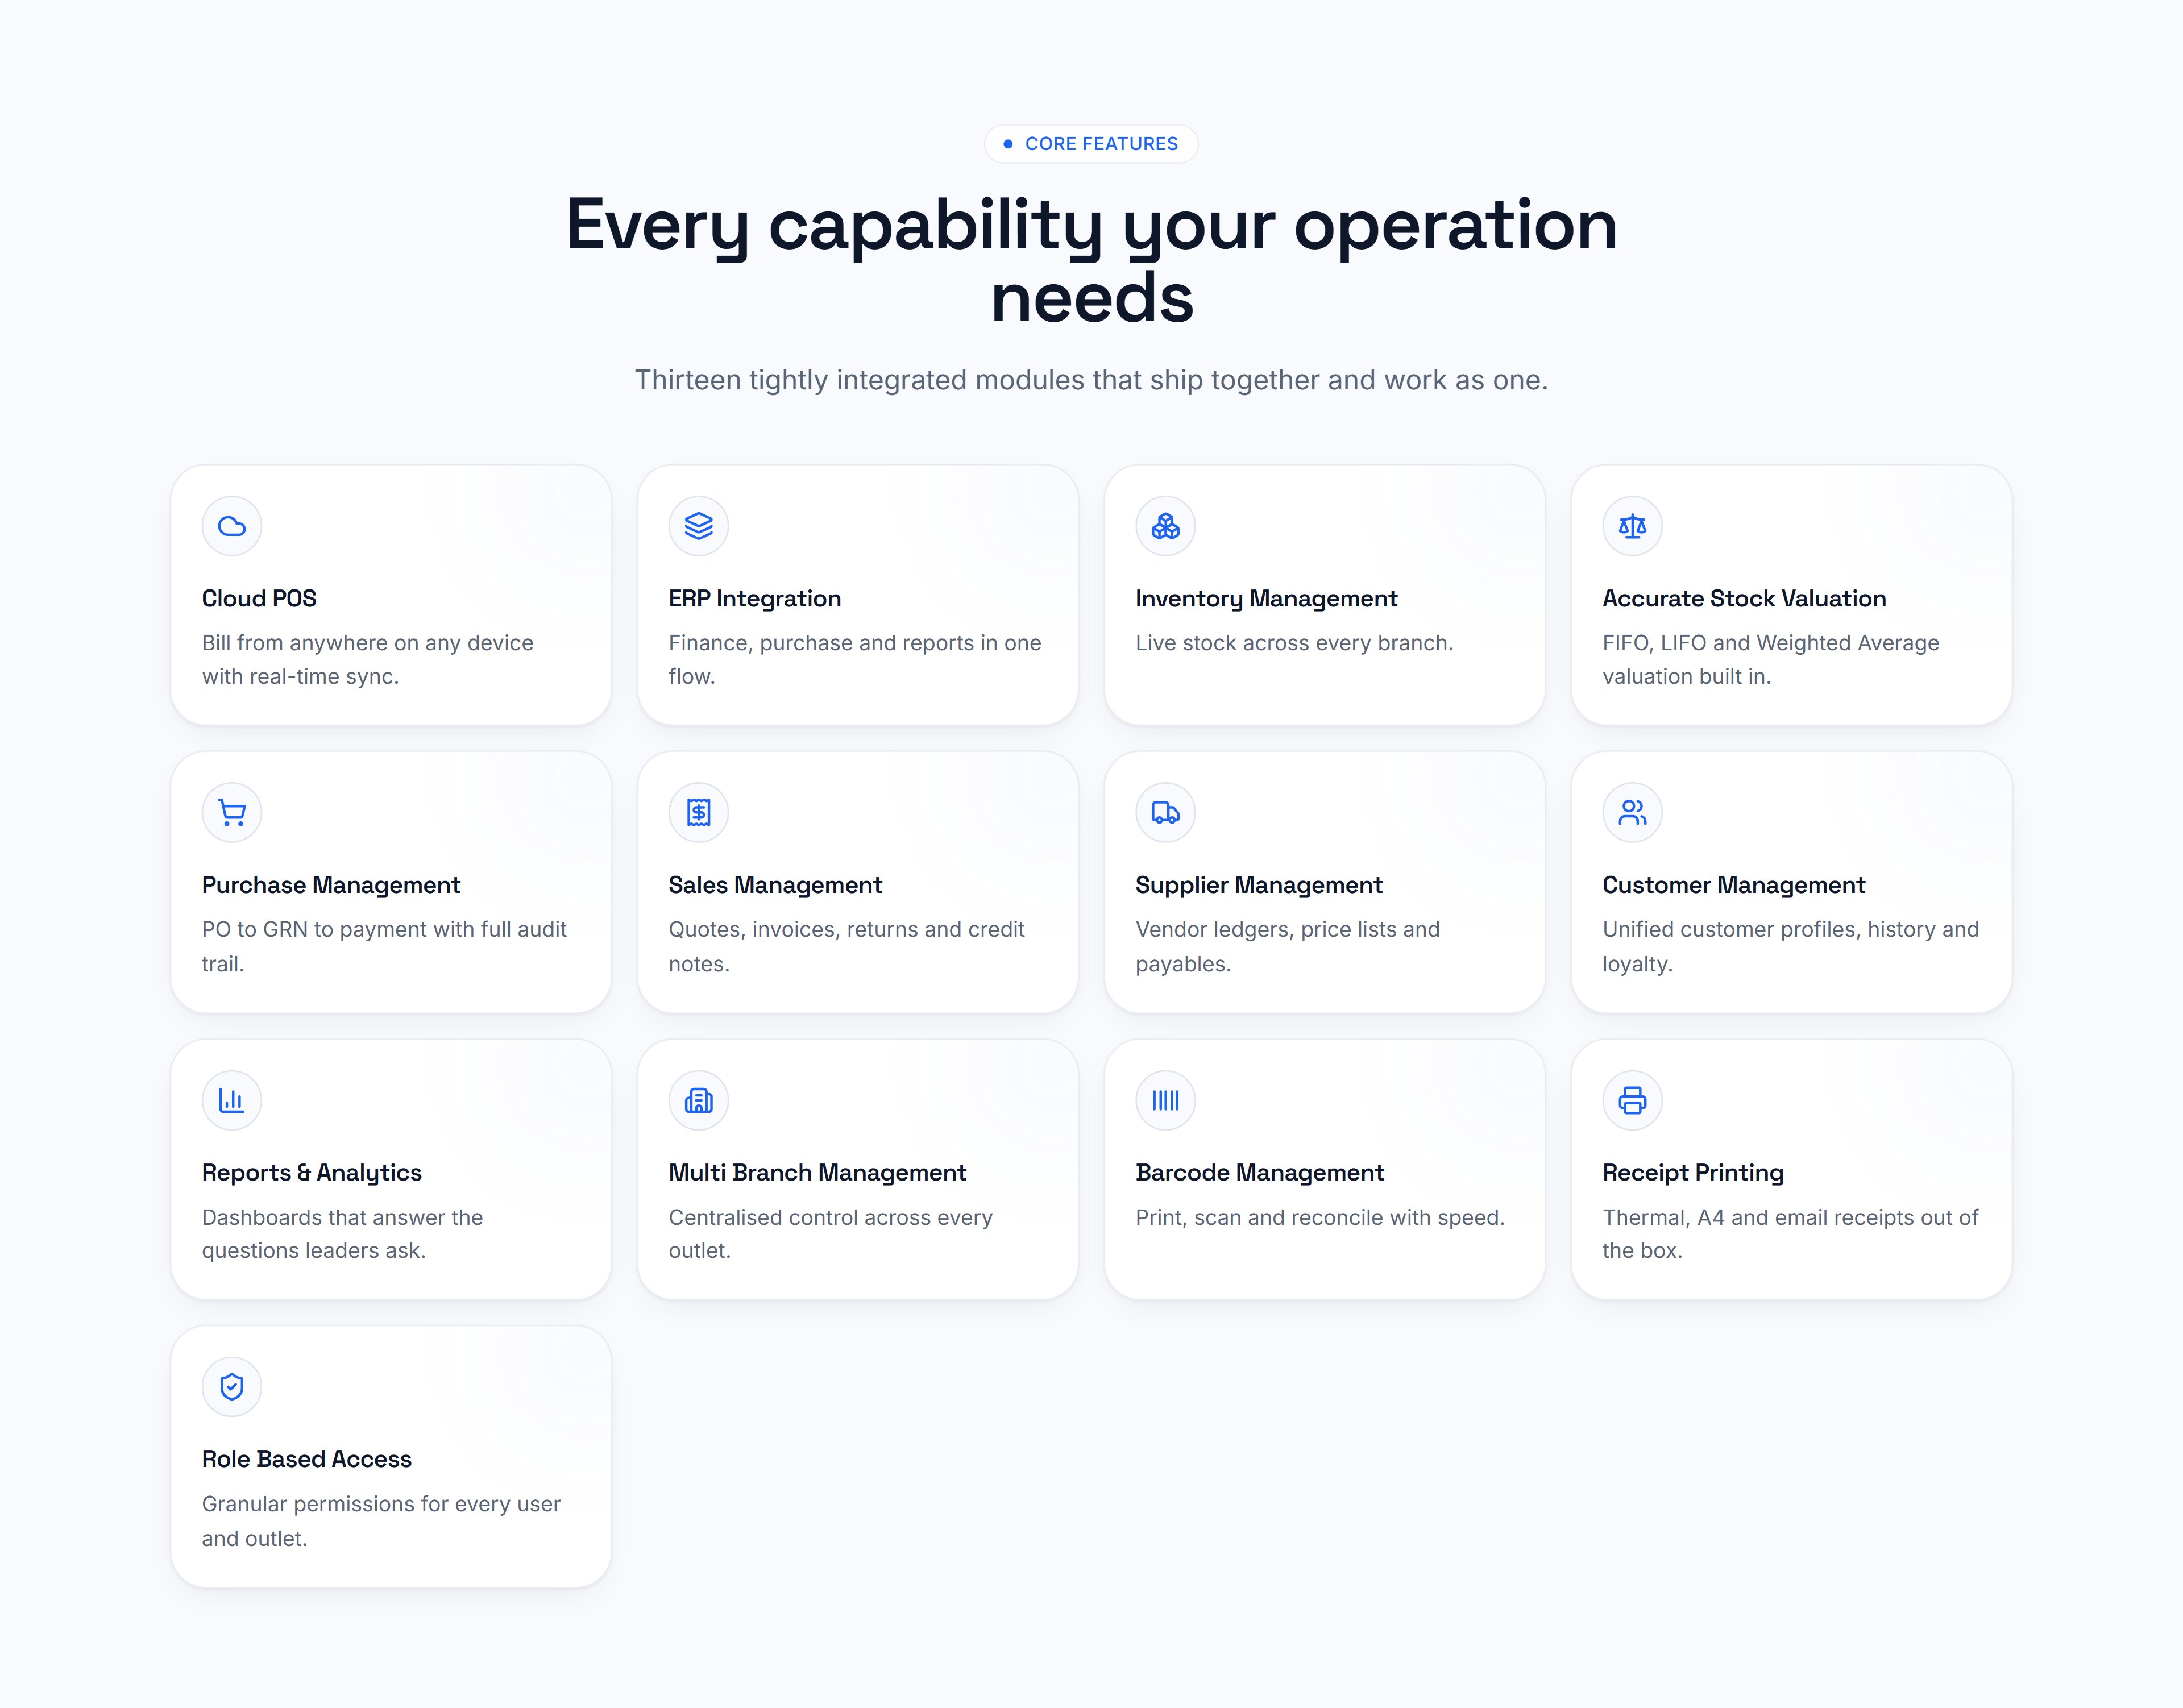 CORE FEATURES
Every capability your operation
needs
Thirteen tightly integrated modules that ship together and work as one.
Cloud POS
Bill from anywhere on any device
with real-time sync.
ERP Integration
Finance, purchase and reports in one
flow.
Inventory Management
Live stock across every branch.
Accurate Stock Valuation
FIFO, LIFO and Weighted Average
valuation built in.
Purchase Management
PO to GRN to payment with full audit
trail.
Sales Management
Quotes, invoices, returns and credit
notes.
Supplier Management
Vendor ledgers, price lists and
payables.
Customer Management
Unified customer profiles, history and
loyalty.
Reports & Analytics
Dashboards that answer the
questions leaders ask.
Multi Branch Management
Centralised control across every
outlet.
Barcode Management
Print, scan and reconcile with speed.
Receipt Printing
Thermal, A4 and email receipts out of
the box.
Role Based Access
Granular permissions for every user
and outlet.